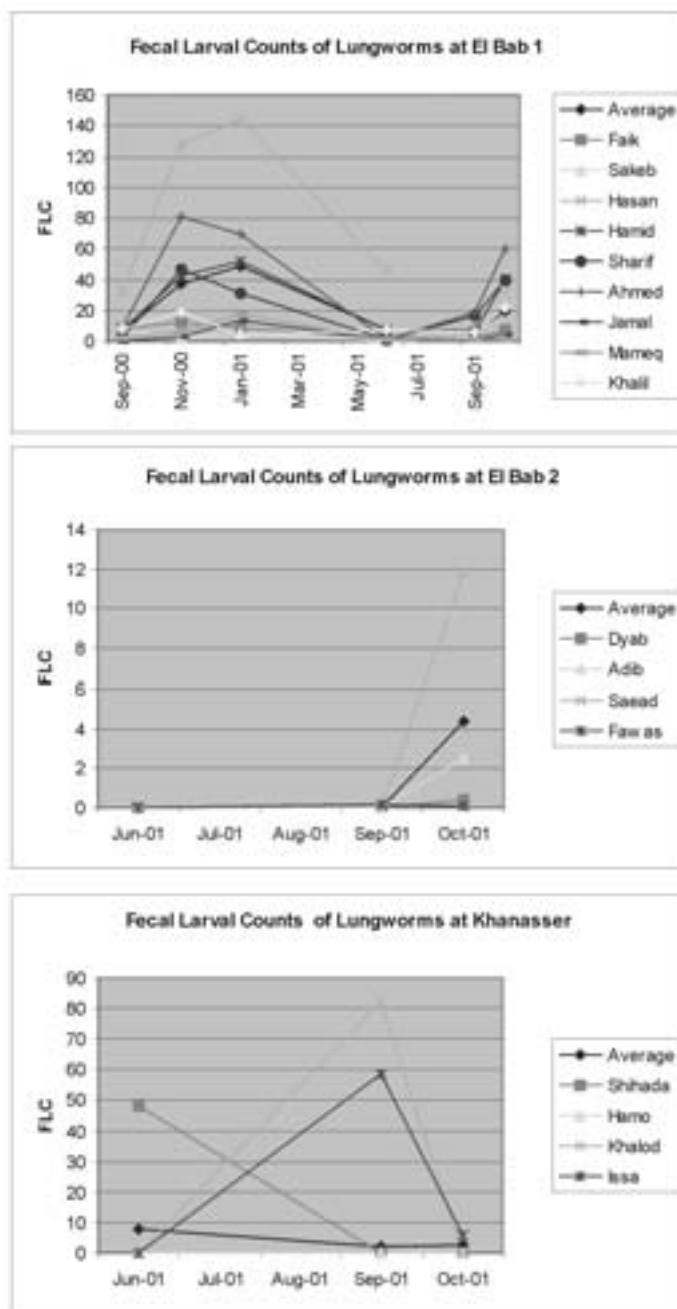 Fecal Larval Counts of Lungworms at El Bab 1
160
140
120
100
80
60
40
20
0
FLC
Sep-00
Nov-00
Jan-01
Mar-01
May-01
Jul-01
Sep-01
Average
Faik
Sakeb
Hasan
Hamid
Sharif
Ahmed
Jamal
Mameq
Khalil
Fecal Larval Counts of Lungworms at El Bab 2
14
12
10
8
6
4
2
0
FLC
Jun-01
Jul-01
Aug-01
Sep-01
Oct-01
Average
Dyab
Adib
Saead
Fawas
Fecal Larval Counts of Lungworms at Khanasser
90
80
70
60
50
40
30
20
10
0
FLC
Jun-01
Jul-01
Aug-01
Sep-01
Oct-01
Average
Shihada
Hamo
Khalod
Issa